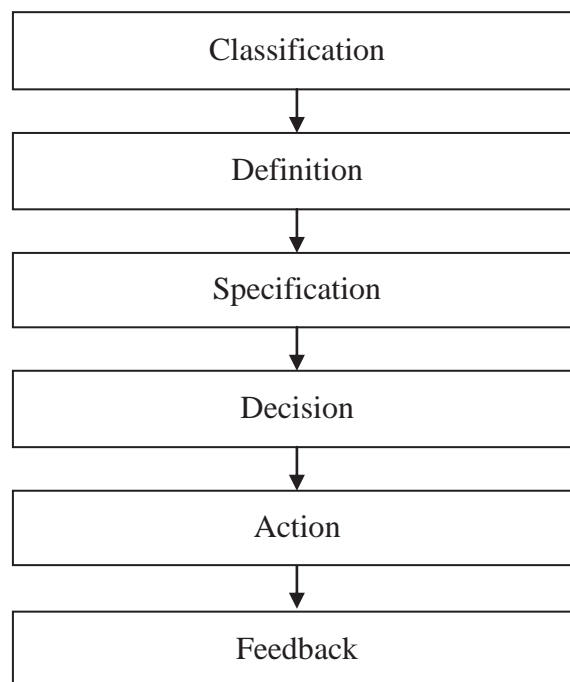 Classification
Definition
Specification
Decision
Action
Feedback